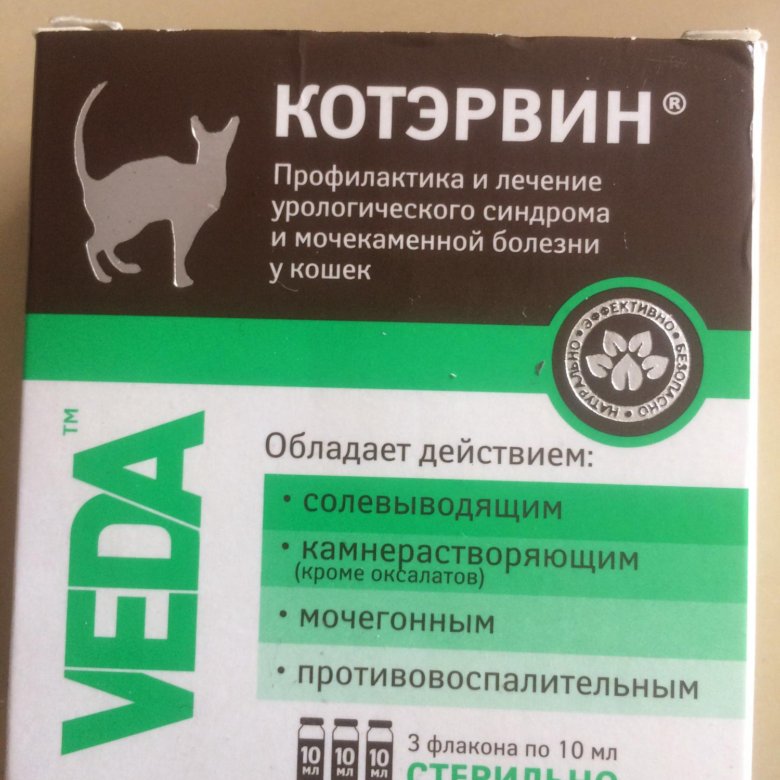 КОТЭРВИН®
Профилактика и лечение
урологического синдрома
и мочекаменной болезни
у кошек
ЭФФЕКТИВНО • БЕЗОПАСНО • НАТУРАЛЬНО •
VEDA™
Обладает действием:
• солевыводящим
• камнерастворяющим
(кроме оксалатов)
• мочегонным
• противовоспалительным
10 мл 10 мл 10 мл
3 флакона по 10 мл
СТЕРИЛЬНО